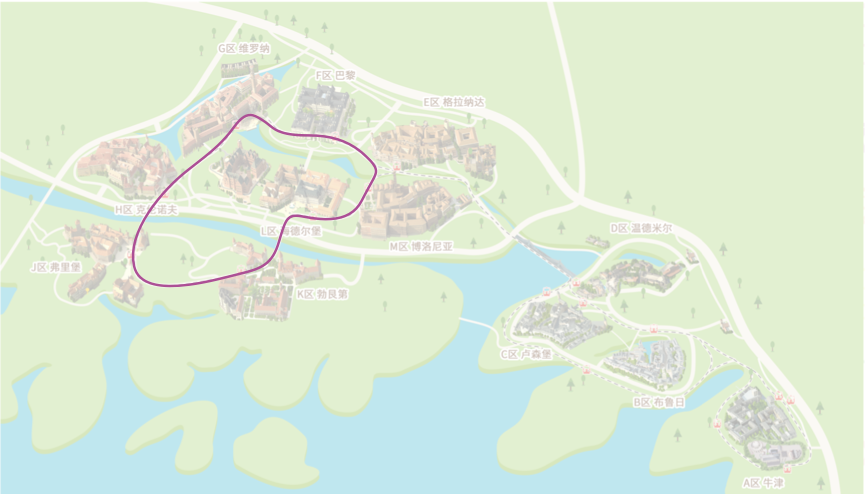 G区 维罗纳
F区 巴黎
E区 格拉纳达
H区 克伦诺夫
L区 海德尔堡
D区 温德米尔
M区 博洛尼亚
J区 弗里堡
K区 勃艮第
C区 卢森堡
B区 布鲁日
A区 牛津